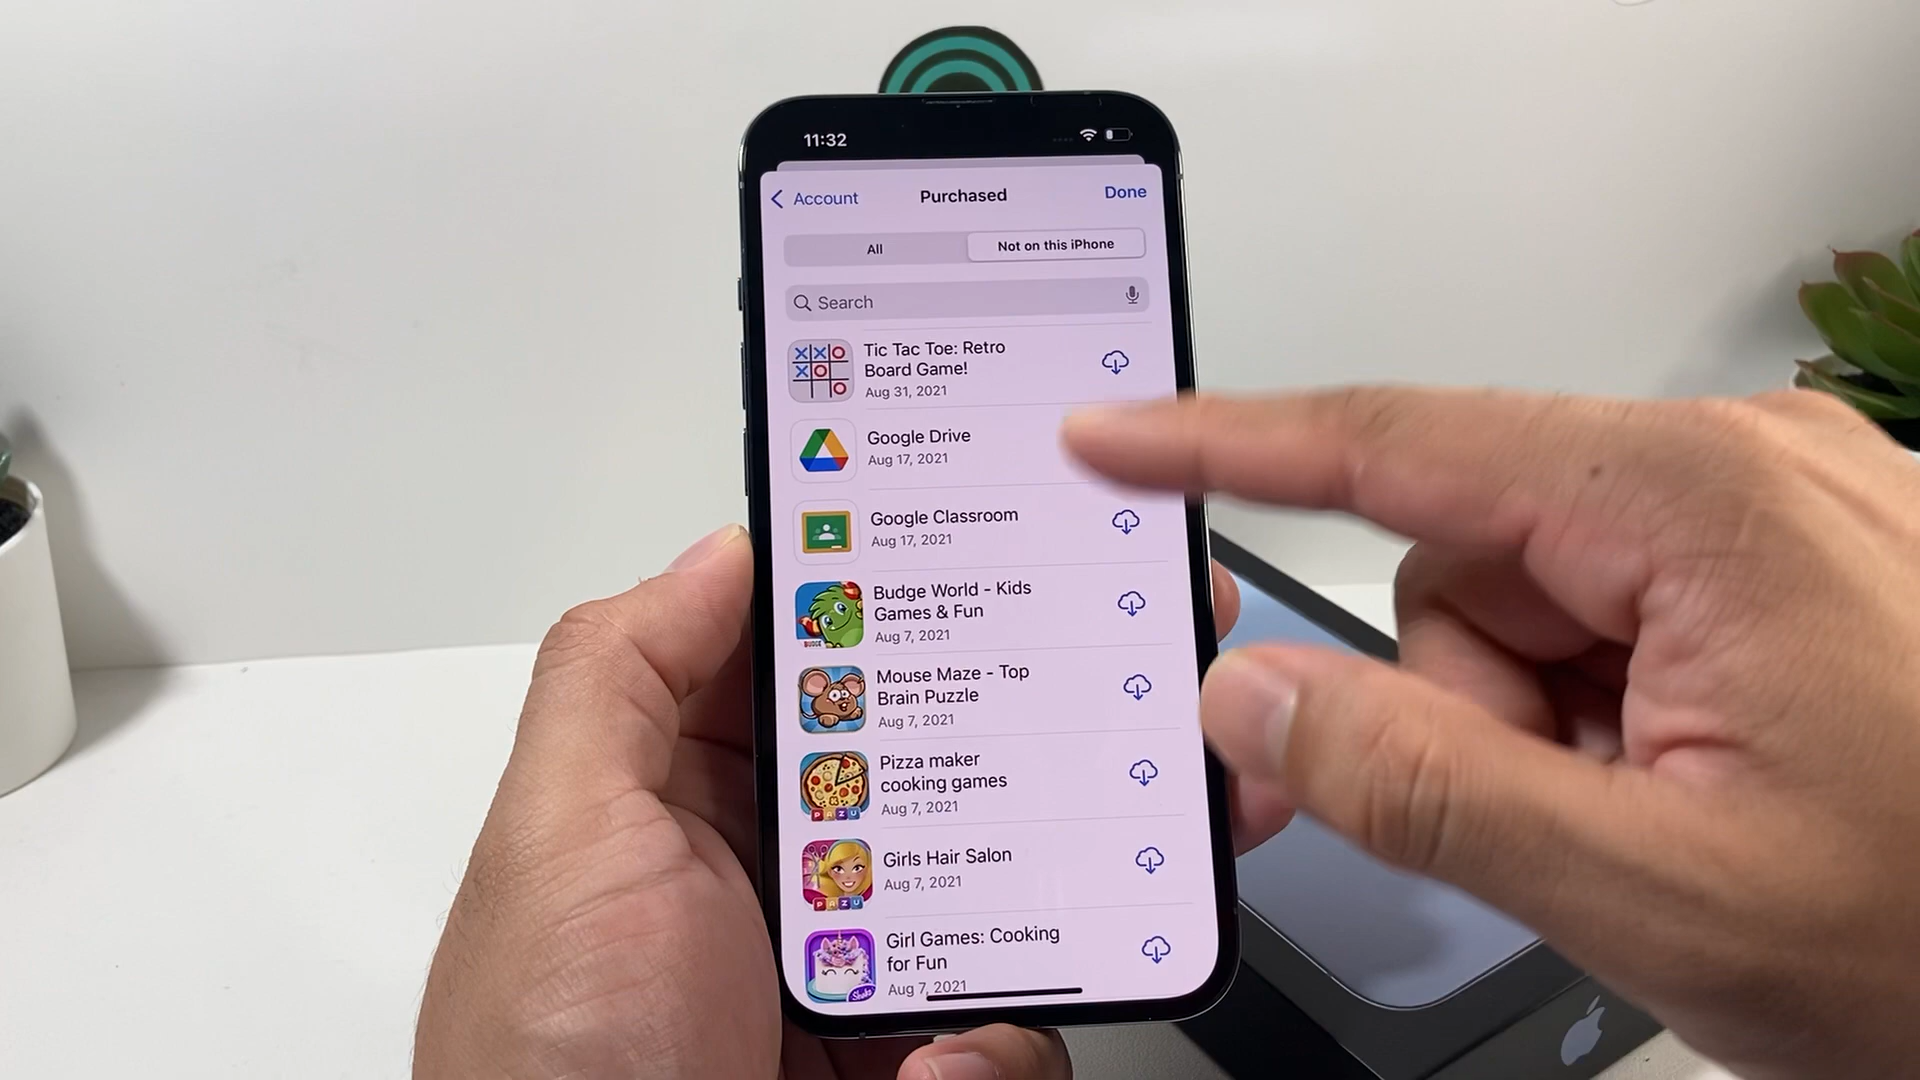 11:32
Account
Purchased
Done
All
Not on this iPhone
Search
Tic Tac Toe: Retro
Board Game!
Aug 31, 2021
Google Drive
Aug 17, 2021
Google Classroom
Aug 17, 2021
Budge World - Kids
Games & Fun
Aug 7, 2021
BUDGE
Mouse Maze - Top
Brain Puzzle
Aug 7, 2021
Pizza maker
cooking games
Aug 7, 2021
PAZU
Girls Hair Salon
Aug 7, 2021
PAZU
Girl Games: Cooking
for Fun
Aug 7, 2021